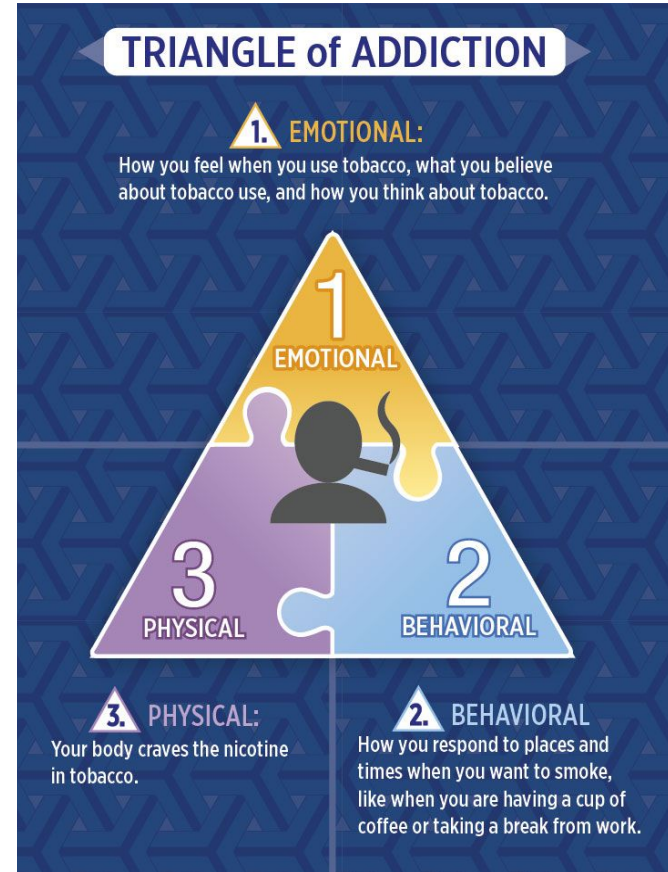 TRIANGLE of ADDICTION
1. EMOTIONAL:
How you feel when you use tobacco, what you believe
about tobacco use, and how you think about tobacco.
1
EMOTIONAL
3
PHYSICAL
2
BEHAVIORAL
3. PHYSICAL:
Your body craves the nicotine
in tobacco.
2. BEHAVIORAL
How you respond to places and
times when you want to smoke,
like when you are having a cup of
coffee or taking a break from work.